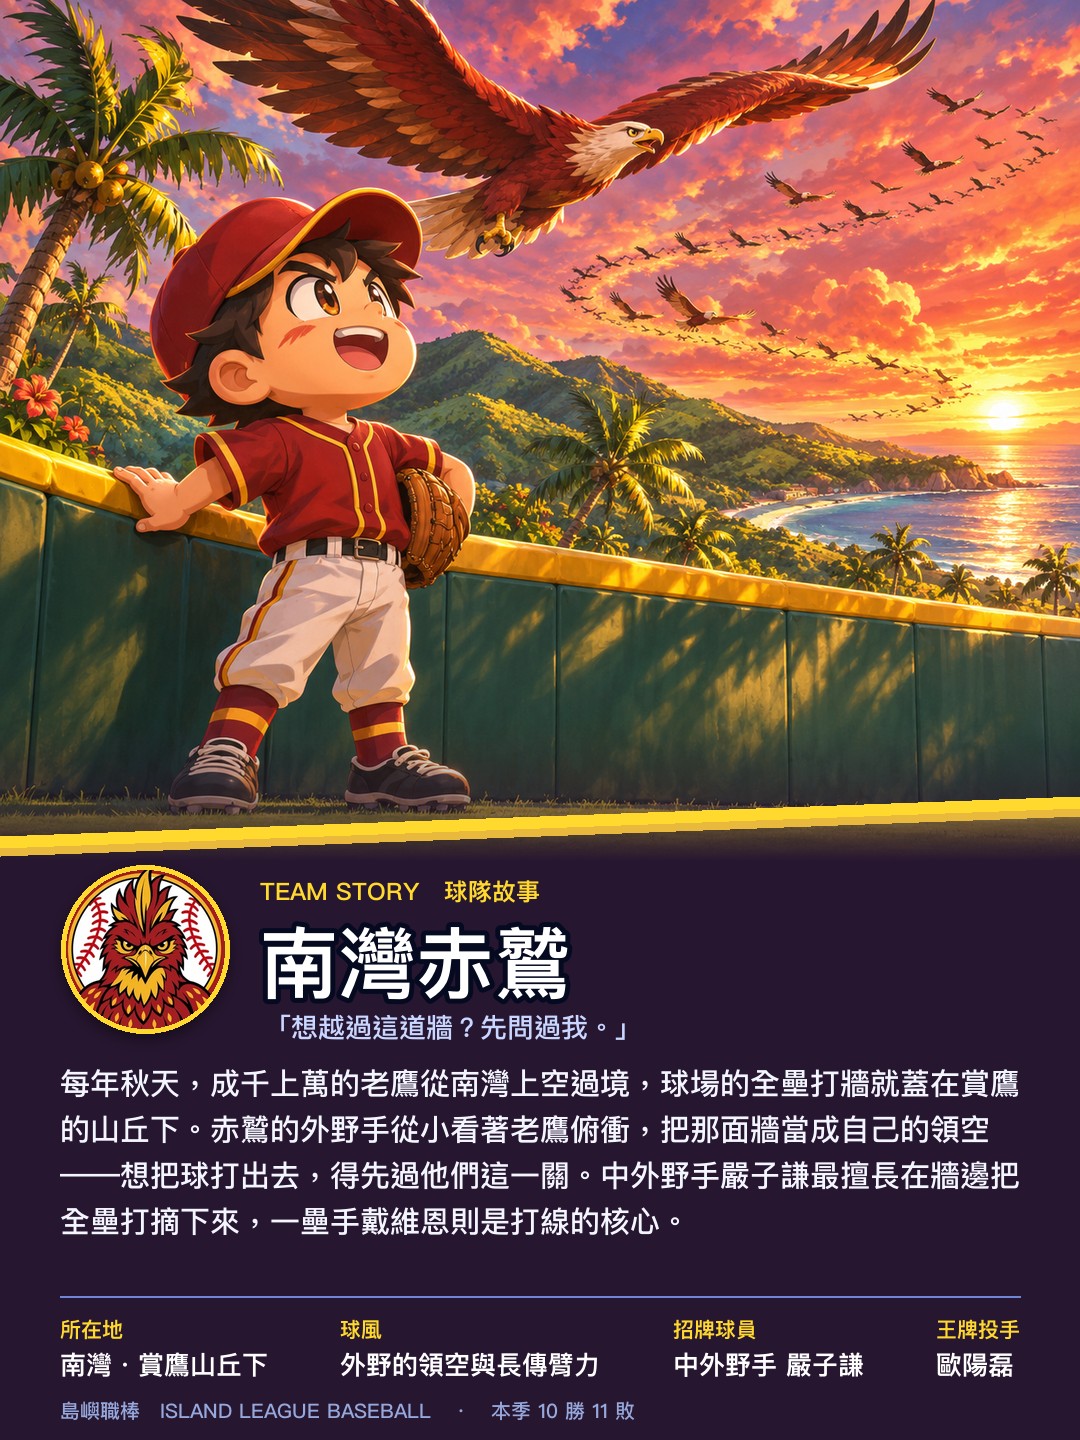 TEAM STORY 球隊故事
南灣赤鷲
「想越過這道牆？先問過我。」
每年秋天，成千上萬的老鷹從南灣上空過境，球場的全壘打牆就蓋在賞鷹
的山丘下。赤鷲的外野手從小看著老鷹俯衝，把那面牆當成自己的領空
——想把球打出去，得先過他們這一關。中外野手嚴子謙最擅長在牆邊把
全壘打摘下來，一壘手戴維恩則是打線的核心。
所在地 球風 招牌球員 王牌投手
南灣 · 賞鷹山丘下 外野的領空與長傳臂力 中外野手 嚴子謙 歐陽磊
島嶼職棒 ISLAND LEAGUE BASEBALL · 本季 10 勝 11 敗